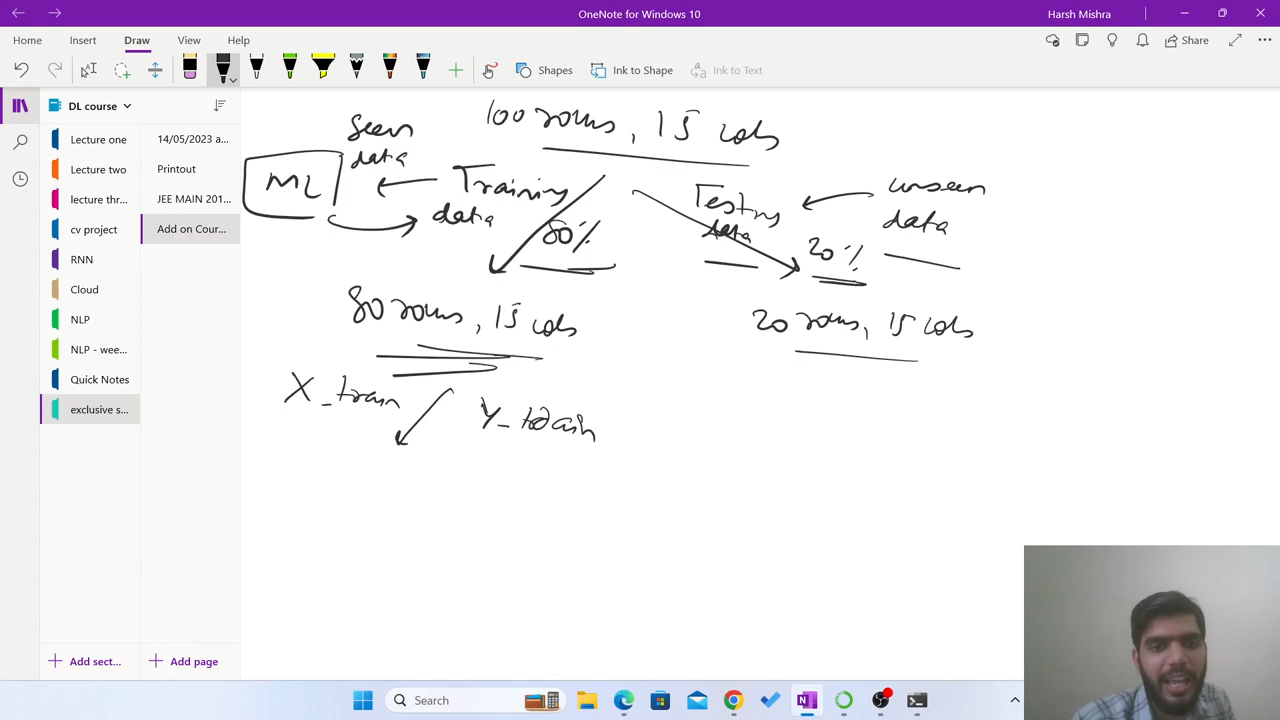 OneNote for Windows 10
Harsh Mishra
Home
Insert
Draw
View
Help
Share
Shapes
Ink to Shape
Ink to Text
DL course
Lecture one
Lecture two
lecture thr...
cv project
RNN
Cloud
NLP
NLP - wee...
Quick Notes
exclusive s...
Add sect...
14/05/2023 a...
Printout
JEE MAIN 201...
Add on Cour...
Add page
100 rows, 15 cols
seen
data
ML
Training
data
80%
Testing
data
20%
unseen
data
80 rows, 15 cols
20 rows, 15 cols
X_train
Y_train
Search